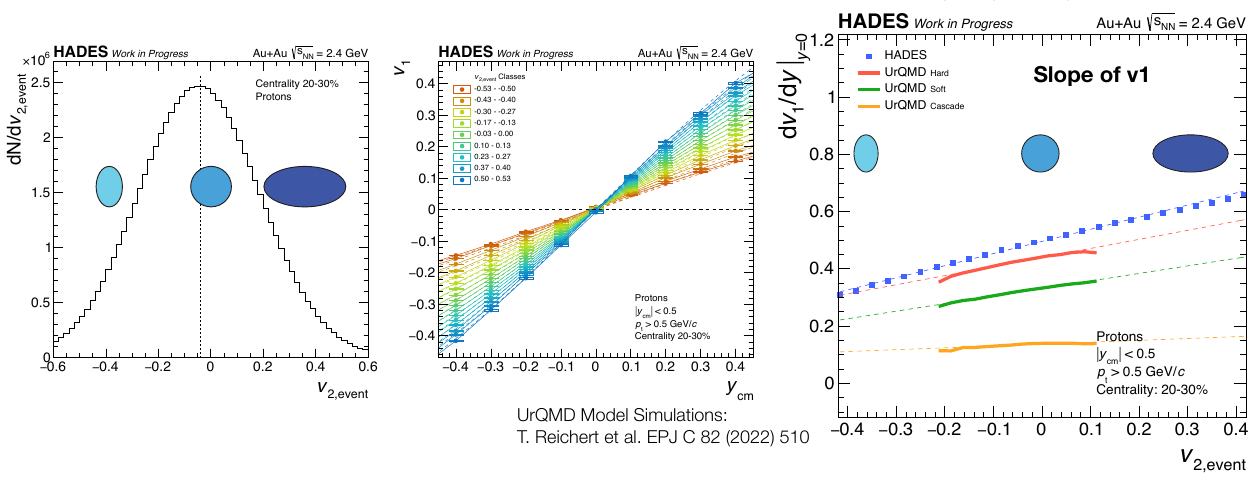 HADES Work in Progress
Au+Au √sNN = 2.4 GeV
×10⁶
dN/dv2,event
2.5
2
1.5
1
0.5
0
Centrality 20-30%
Protons
−0.6 −0.4 −0.2 0 0.2 0.4 0.6
v2,event
HADES Work in Progress
Au+Au √sNN = 2.4 GeV
v1
0.4
0.3
0.2
0.1
0
−0.1
−0.2
−0.3
−0.4
v2,event Classes
-0.53 - -0.50
-0.43 - -0.40
-0.30 - -0.27
-0.17 - -0.13
-0.03 - 0.00
0.10 - 0.13
0.23 - 0.27
0.37 - 0.40
0.50 - 0.53
Protons
|ycm| < 0.5
pt > 0.5 GeV/c
Centrality 20-30%
−0.4 −0.3 −0.2 −0.1 0 0.1 0.2 0.3 0.4
ycm
UrQMD Model Simulations:
T. Reichert et al. EPJ C 82 (2022) 510
HADES Work in Progress
Au+Au √sNN = 2.4 GeV
dv1/dy|y=0
1.2
1
0.8
0.6
0.4
0.2
0
HADES
UrQMD Hard
UrQMD Soft
UrQMD Cascade
Slope of v1
Protons
|ycm| < 0.5
pt > 0.5 GeV/c
Centrality: 20-30%
−0.4 −0.3 −0.2 −0.1 0 0.1 0.2 0.3 0.4
v2,event